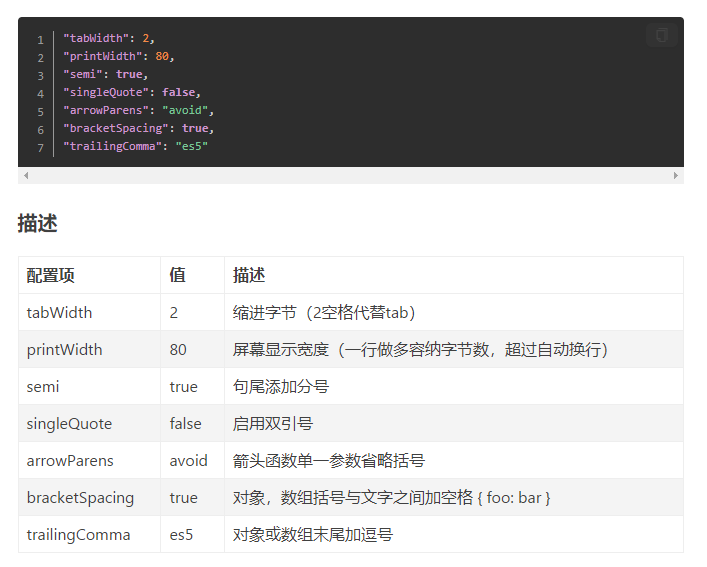 1 "tabWidth": 2,
2 "printWidth": 80,
3 "semi": true,
4 "singleQuote": false,
5 "arrowParens": "avoid",
6 "bracketSpacing": true,
7 "trailingComma": "es5"
描述
配置项 值 描述
tabWidth 2 缩进字节（2空格代替tab）
printWidth 80 屏幕显示宽度（一行做多容纳字节数，超过自动换行）
semi true 句尾添加分号
singleQuote false 启用双引号
arrowParens avoid 箭头函数单一参数省略括号
bracketSpacing true 对象，数组括号与文字之间加空格 { foo: bar }
trailingComma es5 对象或数组末尾加逗号